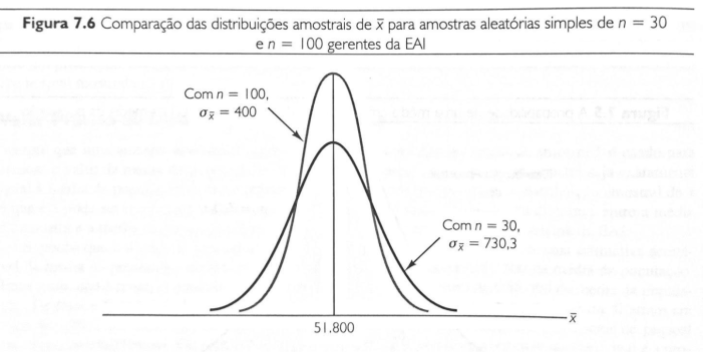 Figura 7.6 Comparação das distribuições amostrais de x̄ para amostras aleatórias simples de n = 30
e n = 100 gerentes da EAI
Com n = 100,
σx̄ = 400
Com n = 30,
σx̄ = 730,3
x̄
51.800